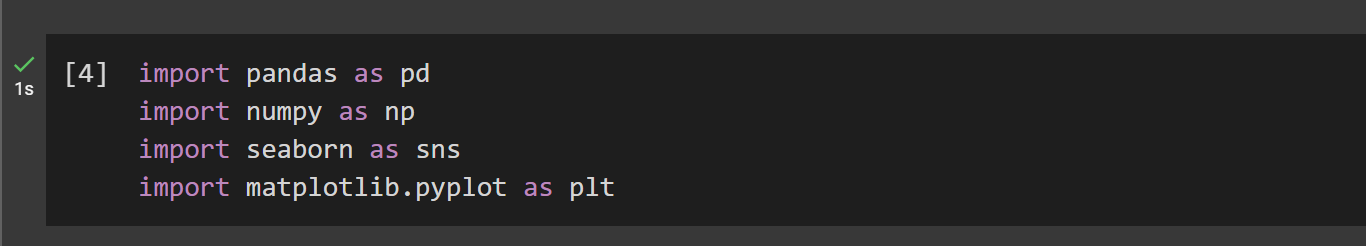 [4] import pandas as pd
1s import numpy as np
import seaborn as sns
import matplotlib.pyplot as plt